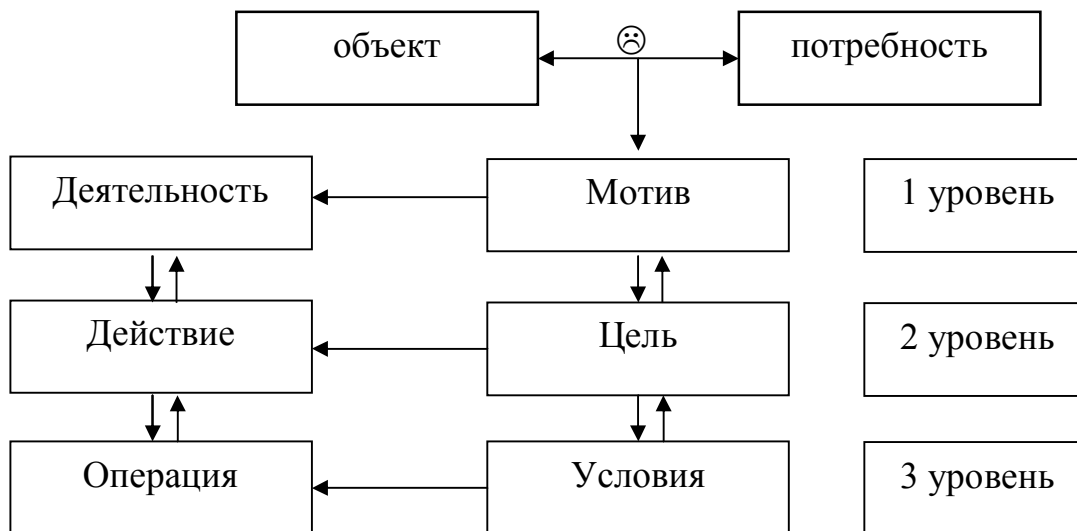 объект
потребность
Деятельность
Мотив
1 уровень
Действие
Цель
2 уровень
Операция
Условия
3 уровень